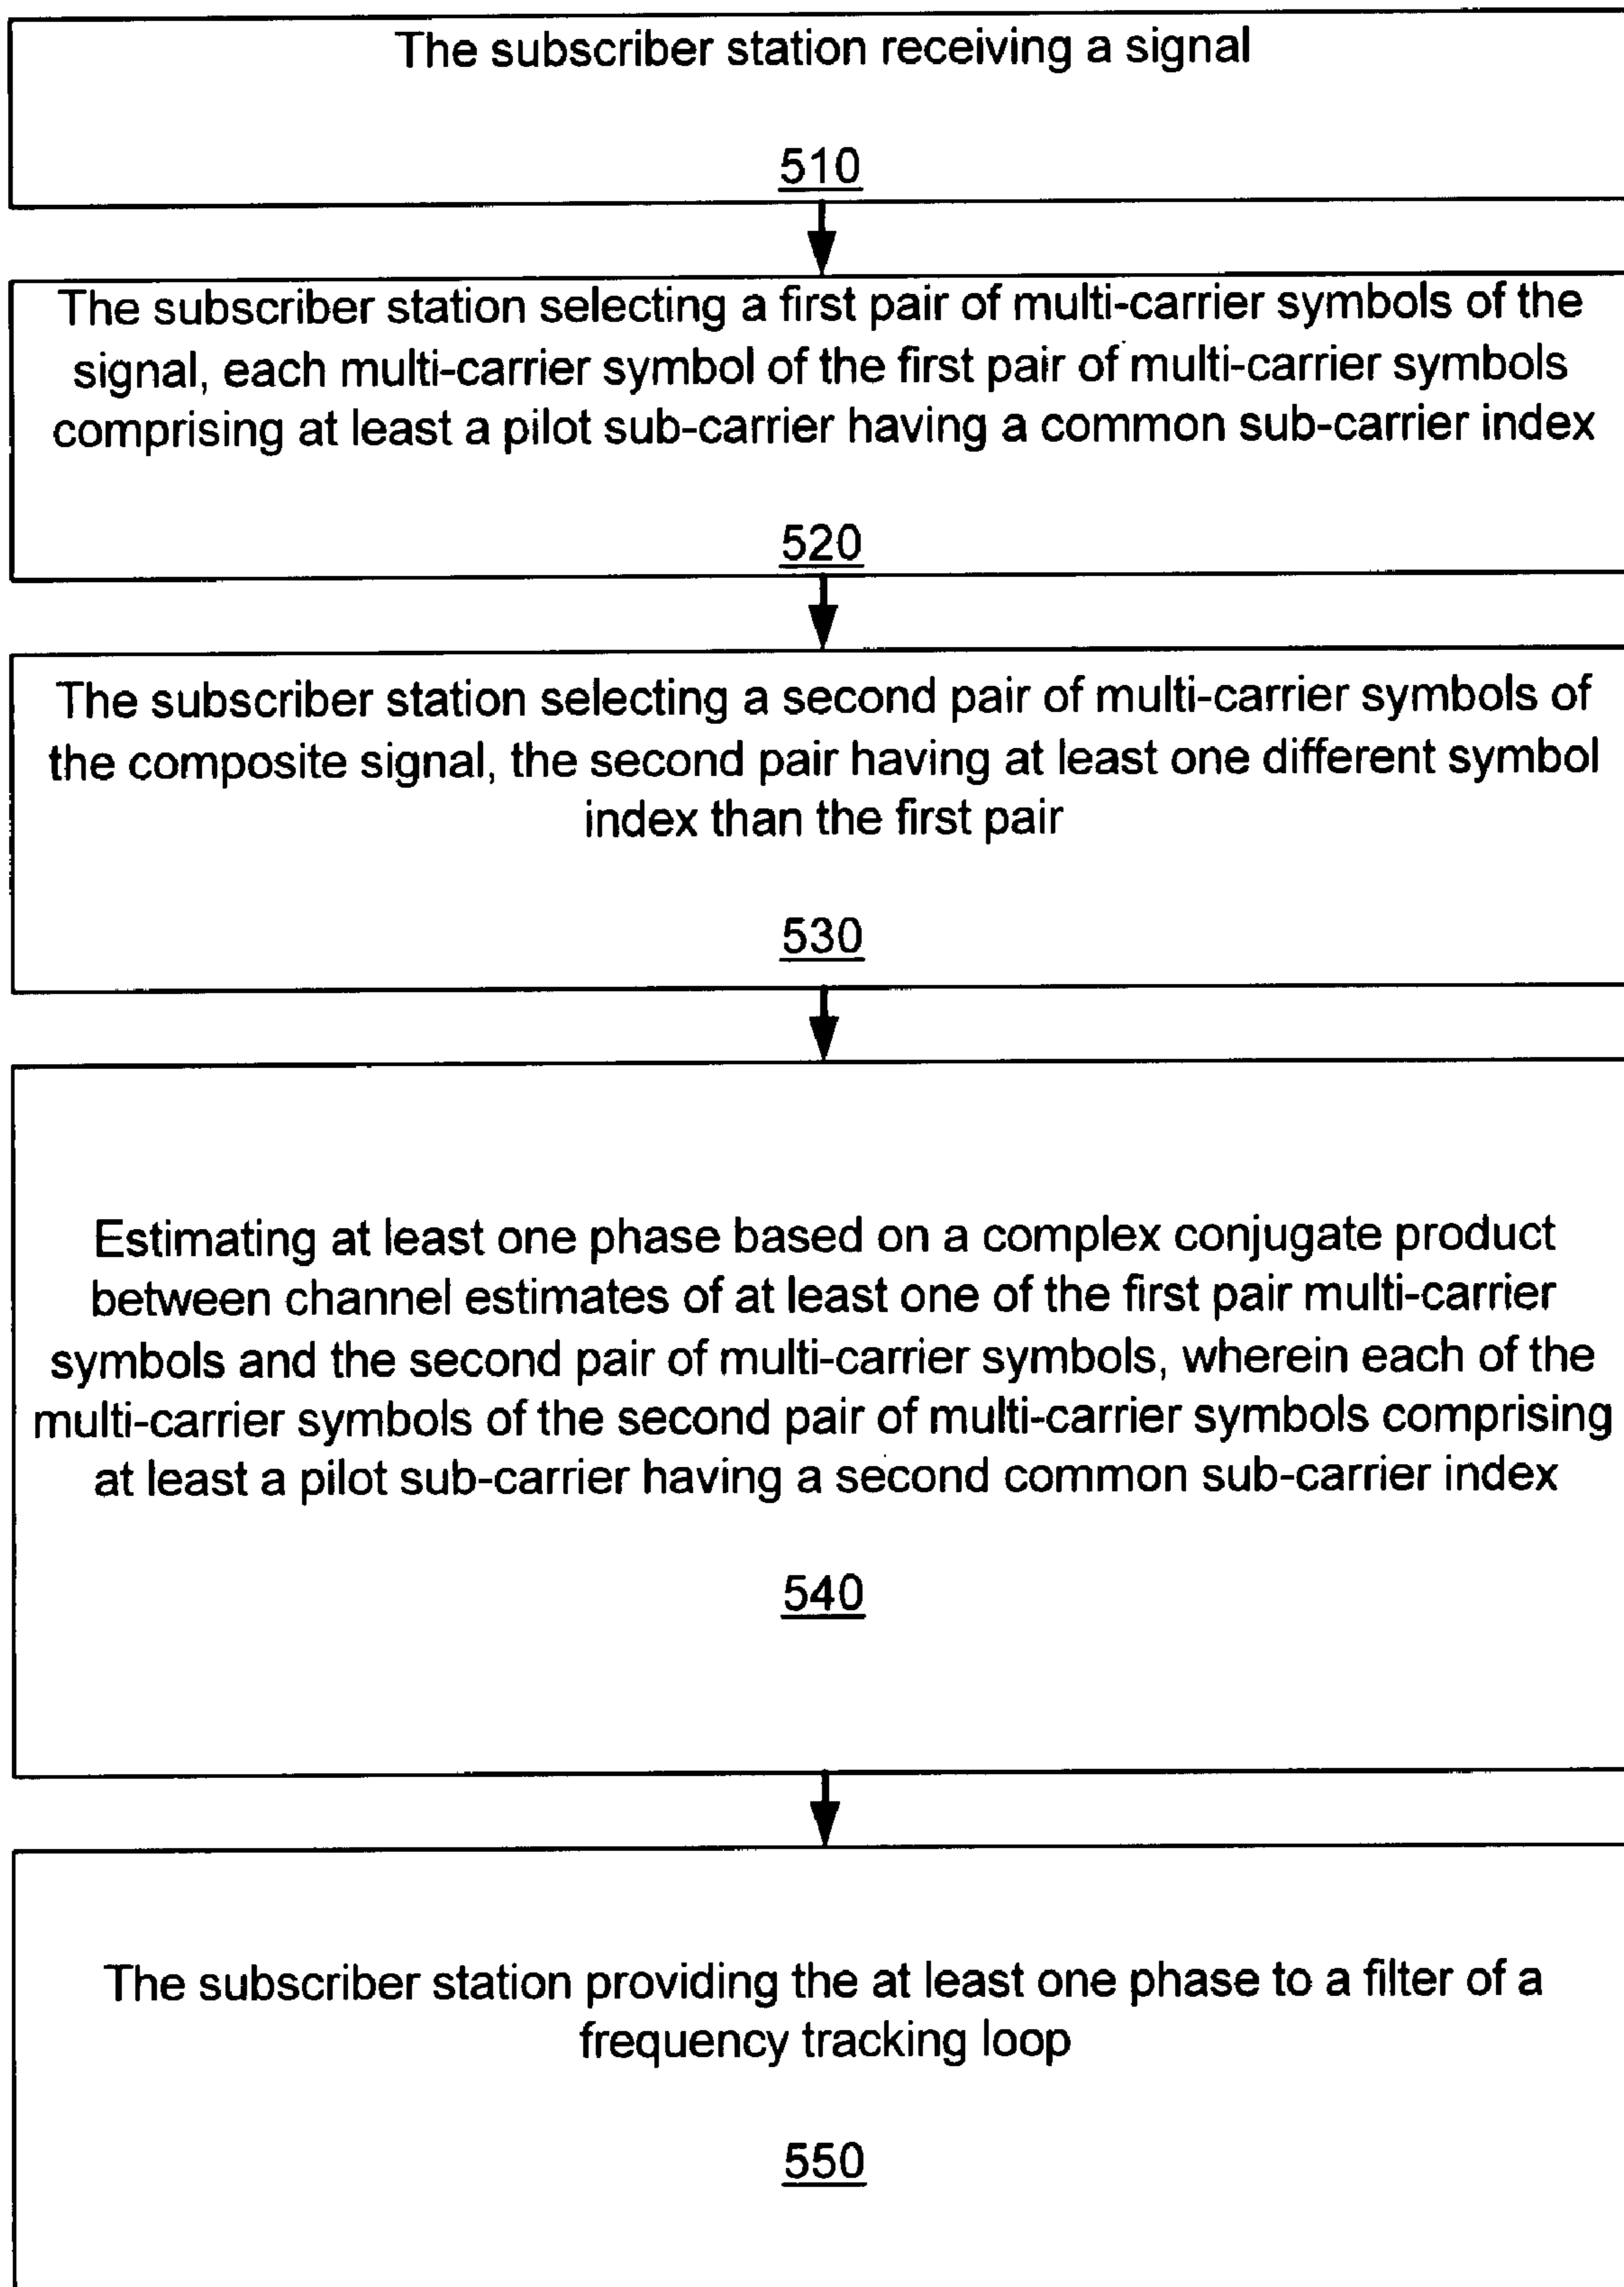 The subscriber station receiving a signal
510
The subscriber station selecting a first pair of multi-carrier symbols of the
signal, each multi-carrier symbol of the first pair of multi-carrier symbols
comprising at least a pilot sub-carrier having a common sub-carrier index
520
The subscriber station selecting a second pair of multi-carrier symbols of
the composite signal, the second pair having at least one different symbol
index than the first pair
530
Estimating at least one phase based on a complex conjugate product
between channel estimates of at least one of the first pair multi-carrier
symbols and the second pair of multi-carrier symbols, wherein each of the
multi-carrier symbols of the second pair of multi-carrier symbols comprising
at least a pilot sub-carrier having a second common sub-carrier index
540
The subscriber station providing the at least one phase to a filter of a
frequency tracking loop
550